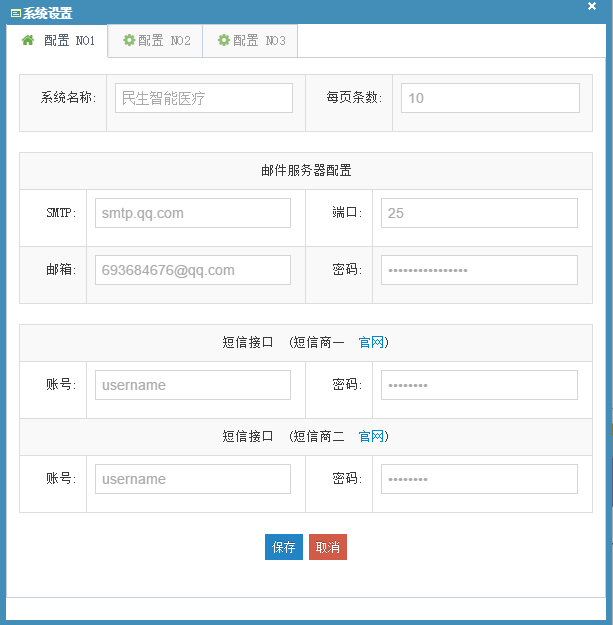 系统设置
配置 NO1 配置 NO2 配置 NO3
系统名称: 民生智能医疗 每页条数: 10
邮件服务器配置
SMTP: smtp.qq.com 端口: 25
邮箱: 693684676@qq.com 密码: ••••••••••••••••
短信接口 (短信商一 官网)
账号: username 密码: ••••••••
短信接口 (短信商二 官网)
账号: username 密码: ••••••••
保存 取消